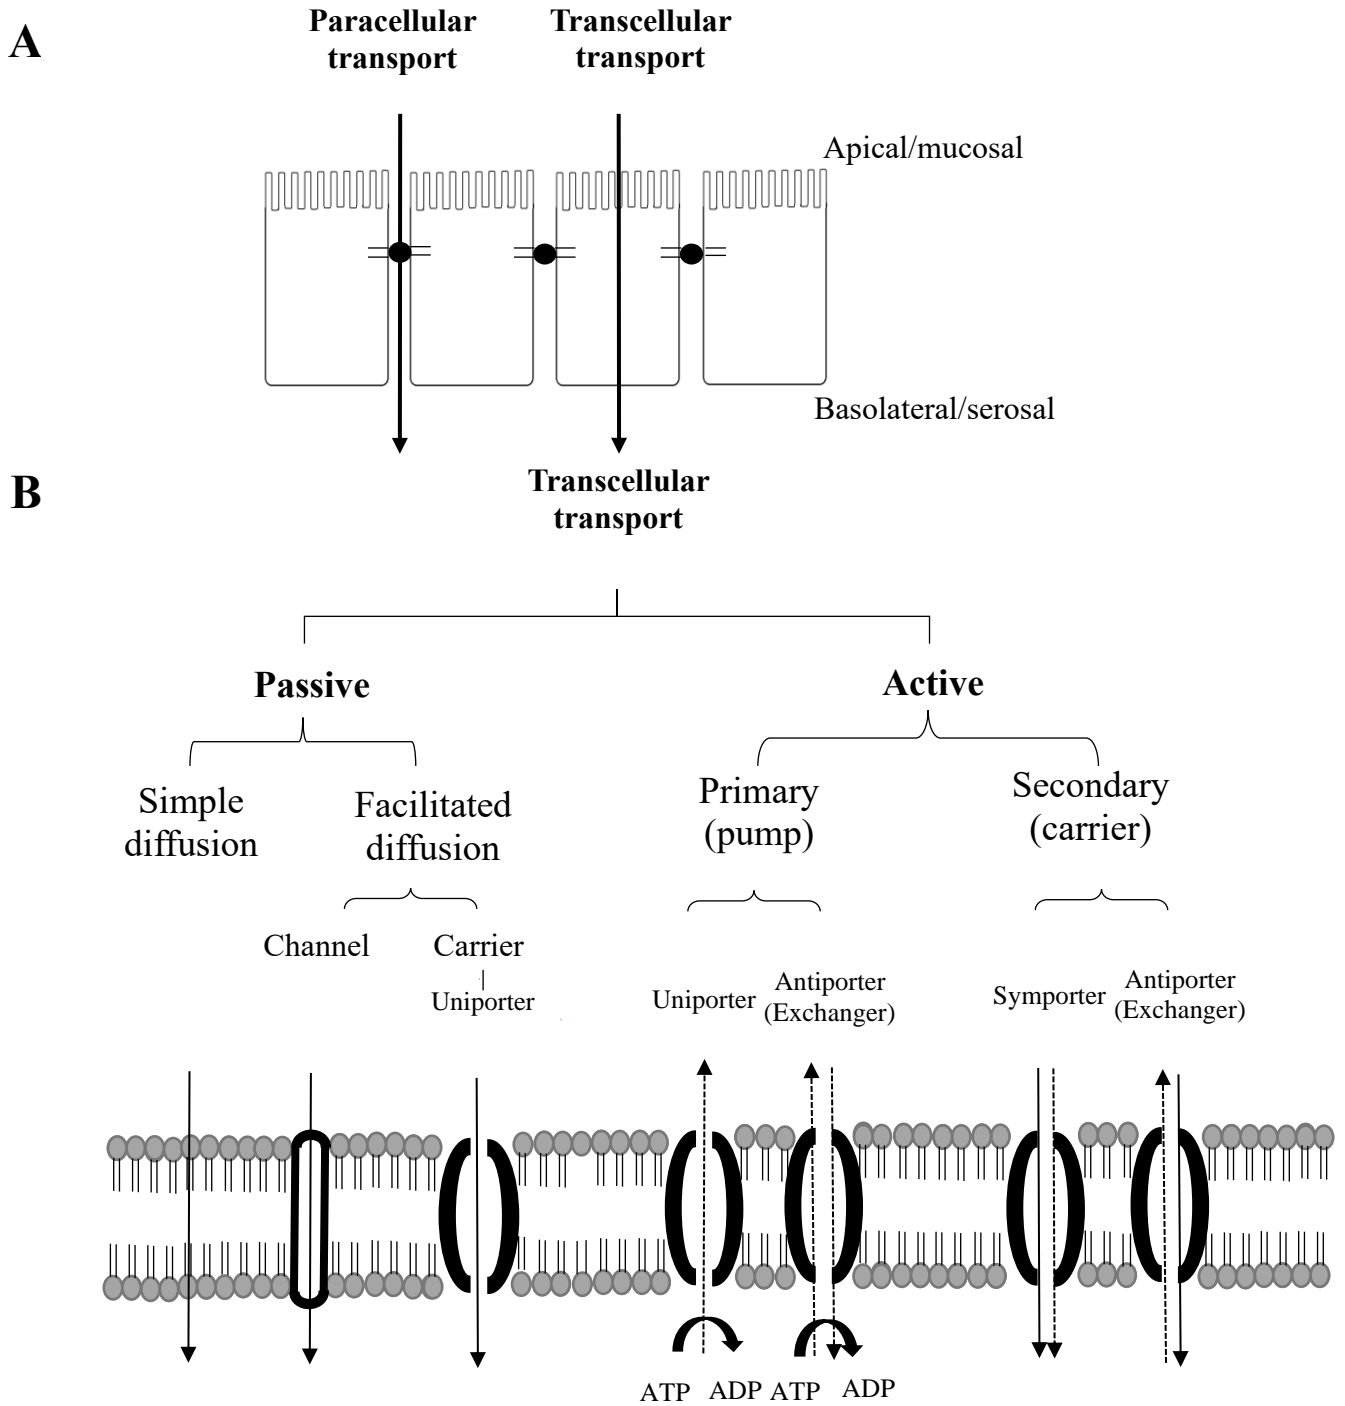 A
Paracellular
transport
Transcellular
transport
Apical/mucosal
Basolateral/serosal
B
Transcellular
transport
Passive
Active
Simple
diffusion
Facilitated
diffusion
Primary
(pump)
Secondary
(carrier)
Channel
Carrier
Uniporter
Uniporter
Antiporter
(Exchanger)
Symporter
Antiporter
(Exchanger)
ATP ADP ATP ADP